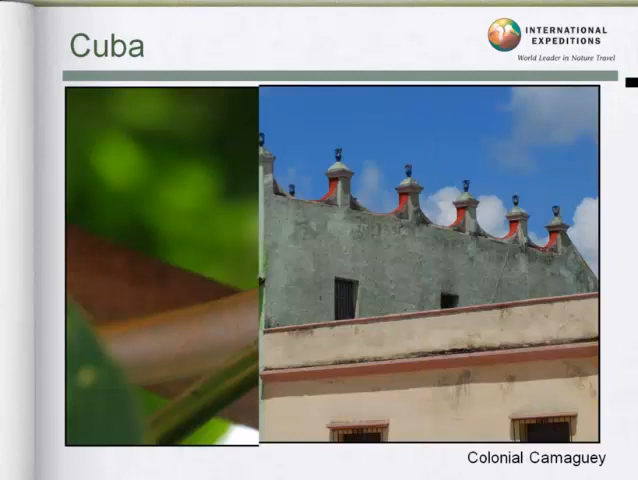 Cuba
INTERNATIONAL
EXPEDITIONS
World Leader in Nature Travel
Colonial Camaguey